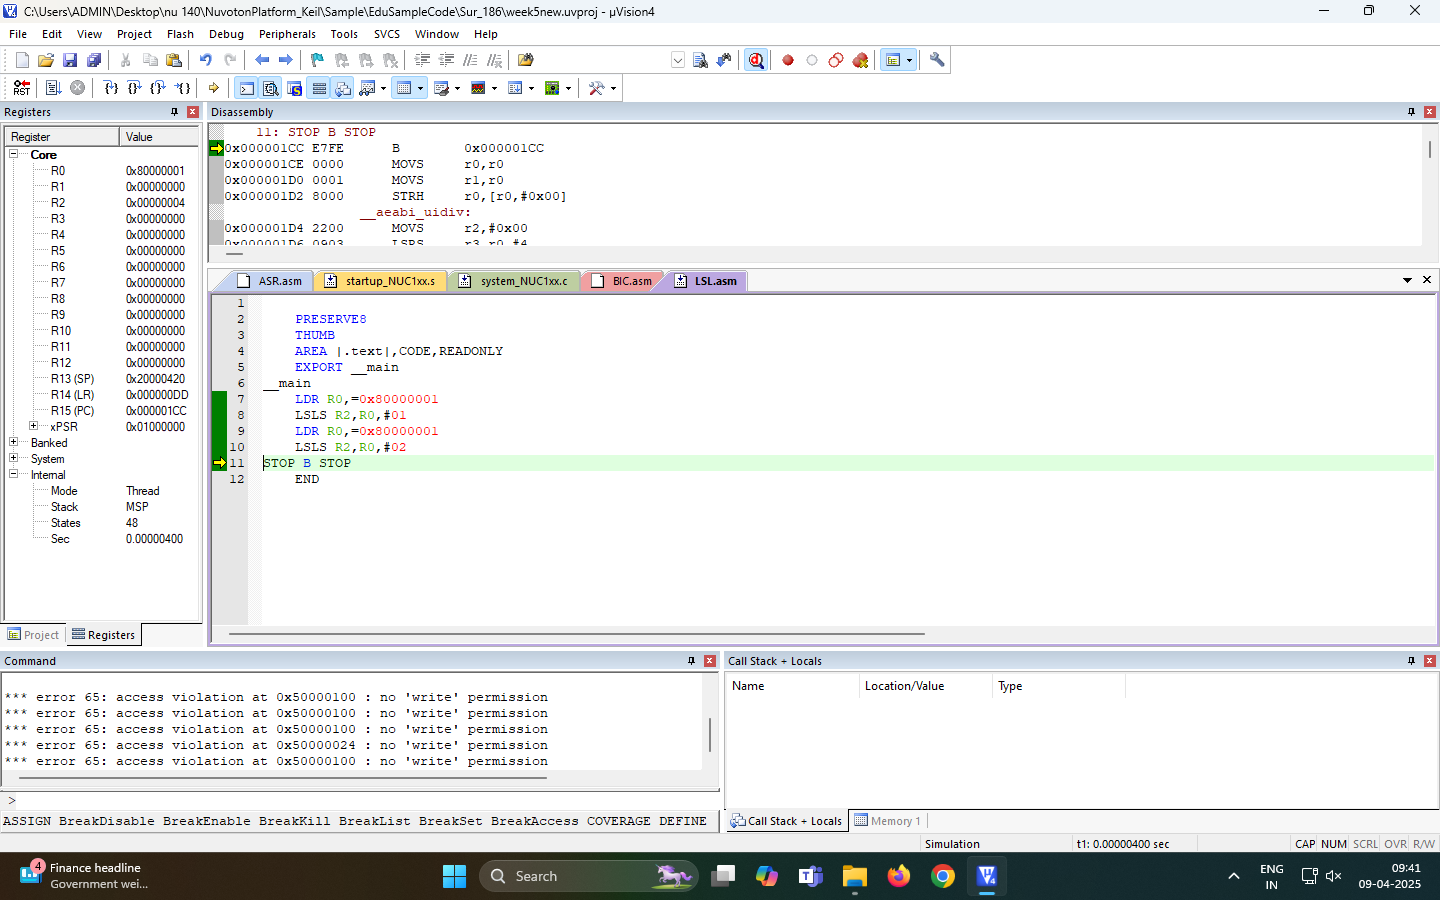 C:\Users\ADMIN\Desktop\nu 140\NuvotonPlatform_Keil\Sample\EduSampleCode\Sur_186\week5new.uvproj - µVision4
File Edit View Project Flash Debug Peripherals Tools SVCS Window Help
RST
Registers
Register Value
Core
R0 0x80000001
R1 0x00000000
R2 0x00000004
R3 0x00000000
R4 0x00000000
R5 0x00000000
R6 0x00000000
R7 0x00000000
R8 0x00000000
R9 0x00000000
R10 0x00000000
R11 0x00000000
R12 0x00000000
R13 (SP) 0x20000420
R14 (LR) 0x000000DD
R15 (PC) 0x000001CC
xPSR 0x01000000
Banked
System
Internal
Mode Thread
Stack MSP
States 48
Sec 0.00000400
Project Registers
Disassembly
11: STOP B STOP
0x000001CC E7FE B 0x000001CC
0x000001CE 0000 MOVS r0,r0
0x000001D0 0001 MOVS r1,r0
0x000001D2 8000 STRH r0,[r0,#0x00]
__aeabi_uidiv:
0x000001D4 2200 MOVS r2,#0x00
0x000001D6 0903 LSRS r3,r0,#4
ASR.asm startup_NUC1xx.s system_NUC1xx.c BIC.asm LSL.asm
1
2 PRESERVE8
3 THUMB
4 AREA |.text|,CODE,READONLY
5 EXPORT __main
6 __main
7 LDR R0,=0x80000001
8 LSLS R2,R0,#01
9 LDR R0,=0x80000001
10 LSLS R2,R0,#02
11 STOP B STOP
12 END
Command
*** error 65: access violation at 0x50000100 : no 'write' permission
*** error 65: access violation at 0x50000100 : no 'write' permission
*** error 65: access violation at 0x50000100 : no 'write' permission
*** error 65: access violation at 0x50000024 : no 'write' permission
*** error 65: access violation at 0x50000100 : no 'write' permission
>
ASSIGN BreakDisable BreakEnable BreakKill BreakList BreakSet BreakAccess COVERAGE DEFINE
Call Stack + Locals
Name Location/Value Type
Call Stack + Locals Memory 1
Simulation t1: 0.00000400 sec CAP NUM SCRL OVR R/W
4
Finance headline
Government wei...
Search
ENG
IN
09:41
09-04-2025